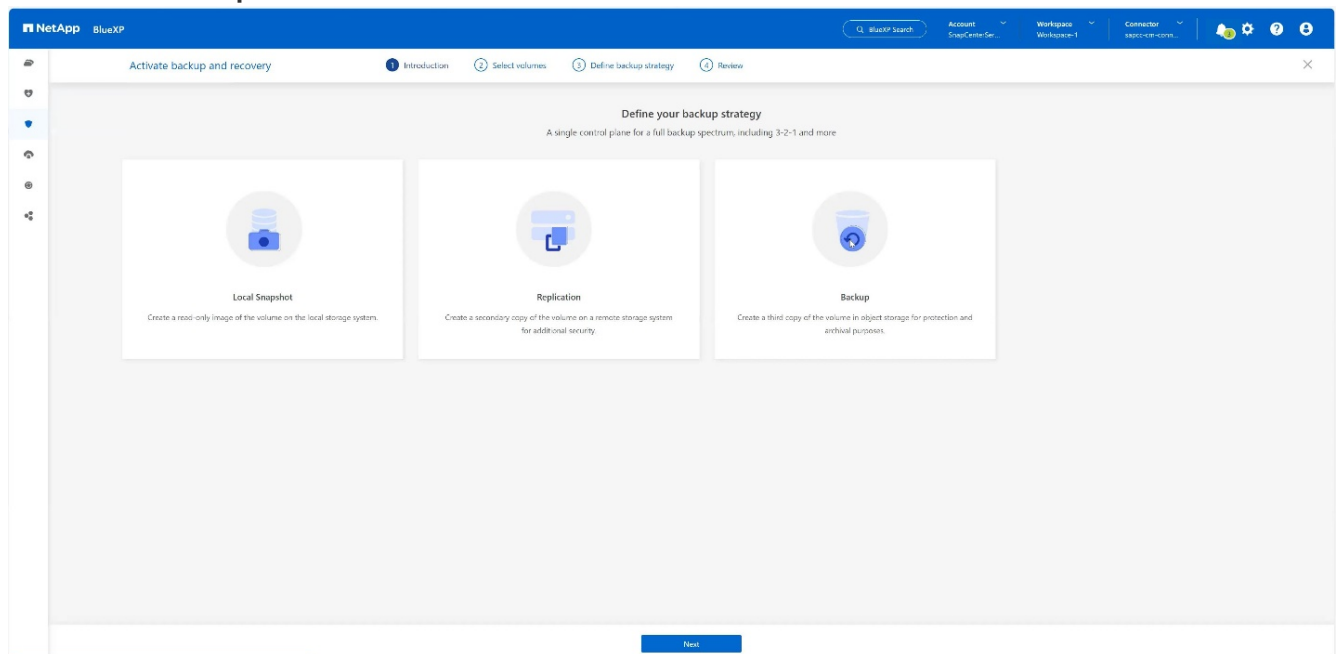 NetApp BlueXP
BlueXP Search
Account
SnapCenterSer...
Workspace
Workspace-1
Connector
sapcc-cm-conn...
Activate backup and recovery
1 Introduction
2 Select volumes
3 Define backup strategy
4 Review
Define your backup strategy
A single control plane for a full backup spectrum, including 3-2-1 and more
Local Snapshot
Create a read-only image of the volume on the local storage system.
Replication
Create a secondary copy of the volume on a remote storage system
for additional security.
Backup
Create a third copy of the volume in object storage for protection and
archival purposes.
Next